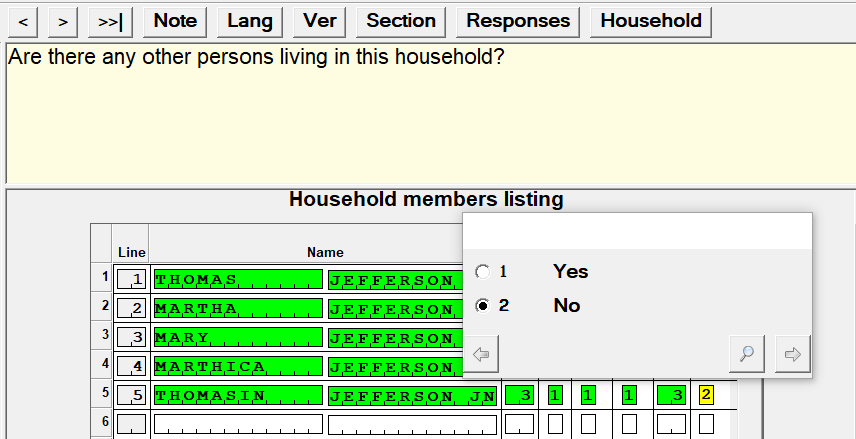 < > >>| Note Lang Ver Section Responses Household
Are there any other persons living in this household?
Household members listing
Line Name
1 1 THOMAS JEFFERSON
2 2 MARTHA JEFFERSON
3 3 MARY JEFFERSON
4 4 MARTHICA JEFFERSON
5 5 THOMASIN JEFFERSON JN 3 1 1 1 3 2
6
1 Yes
2 No